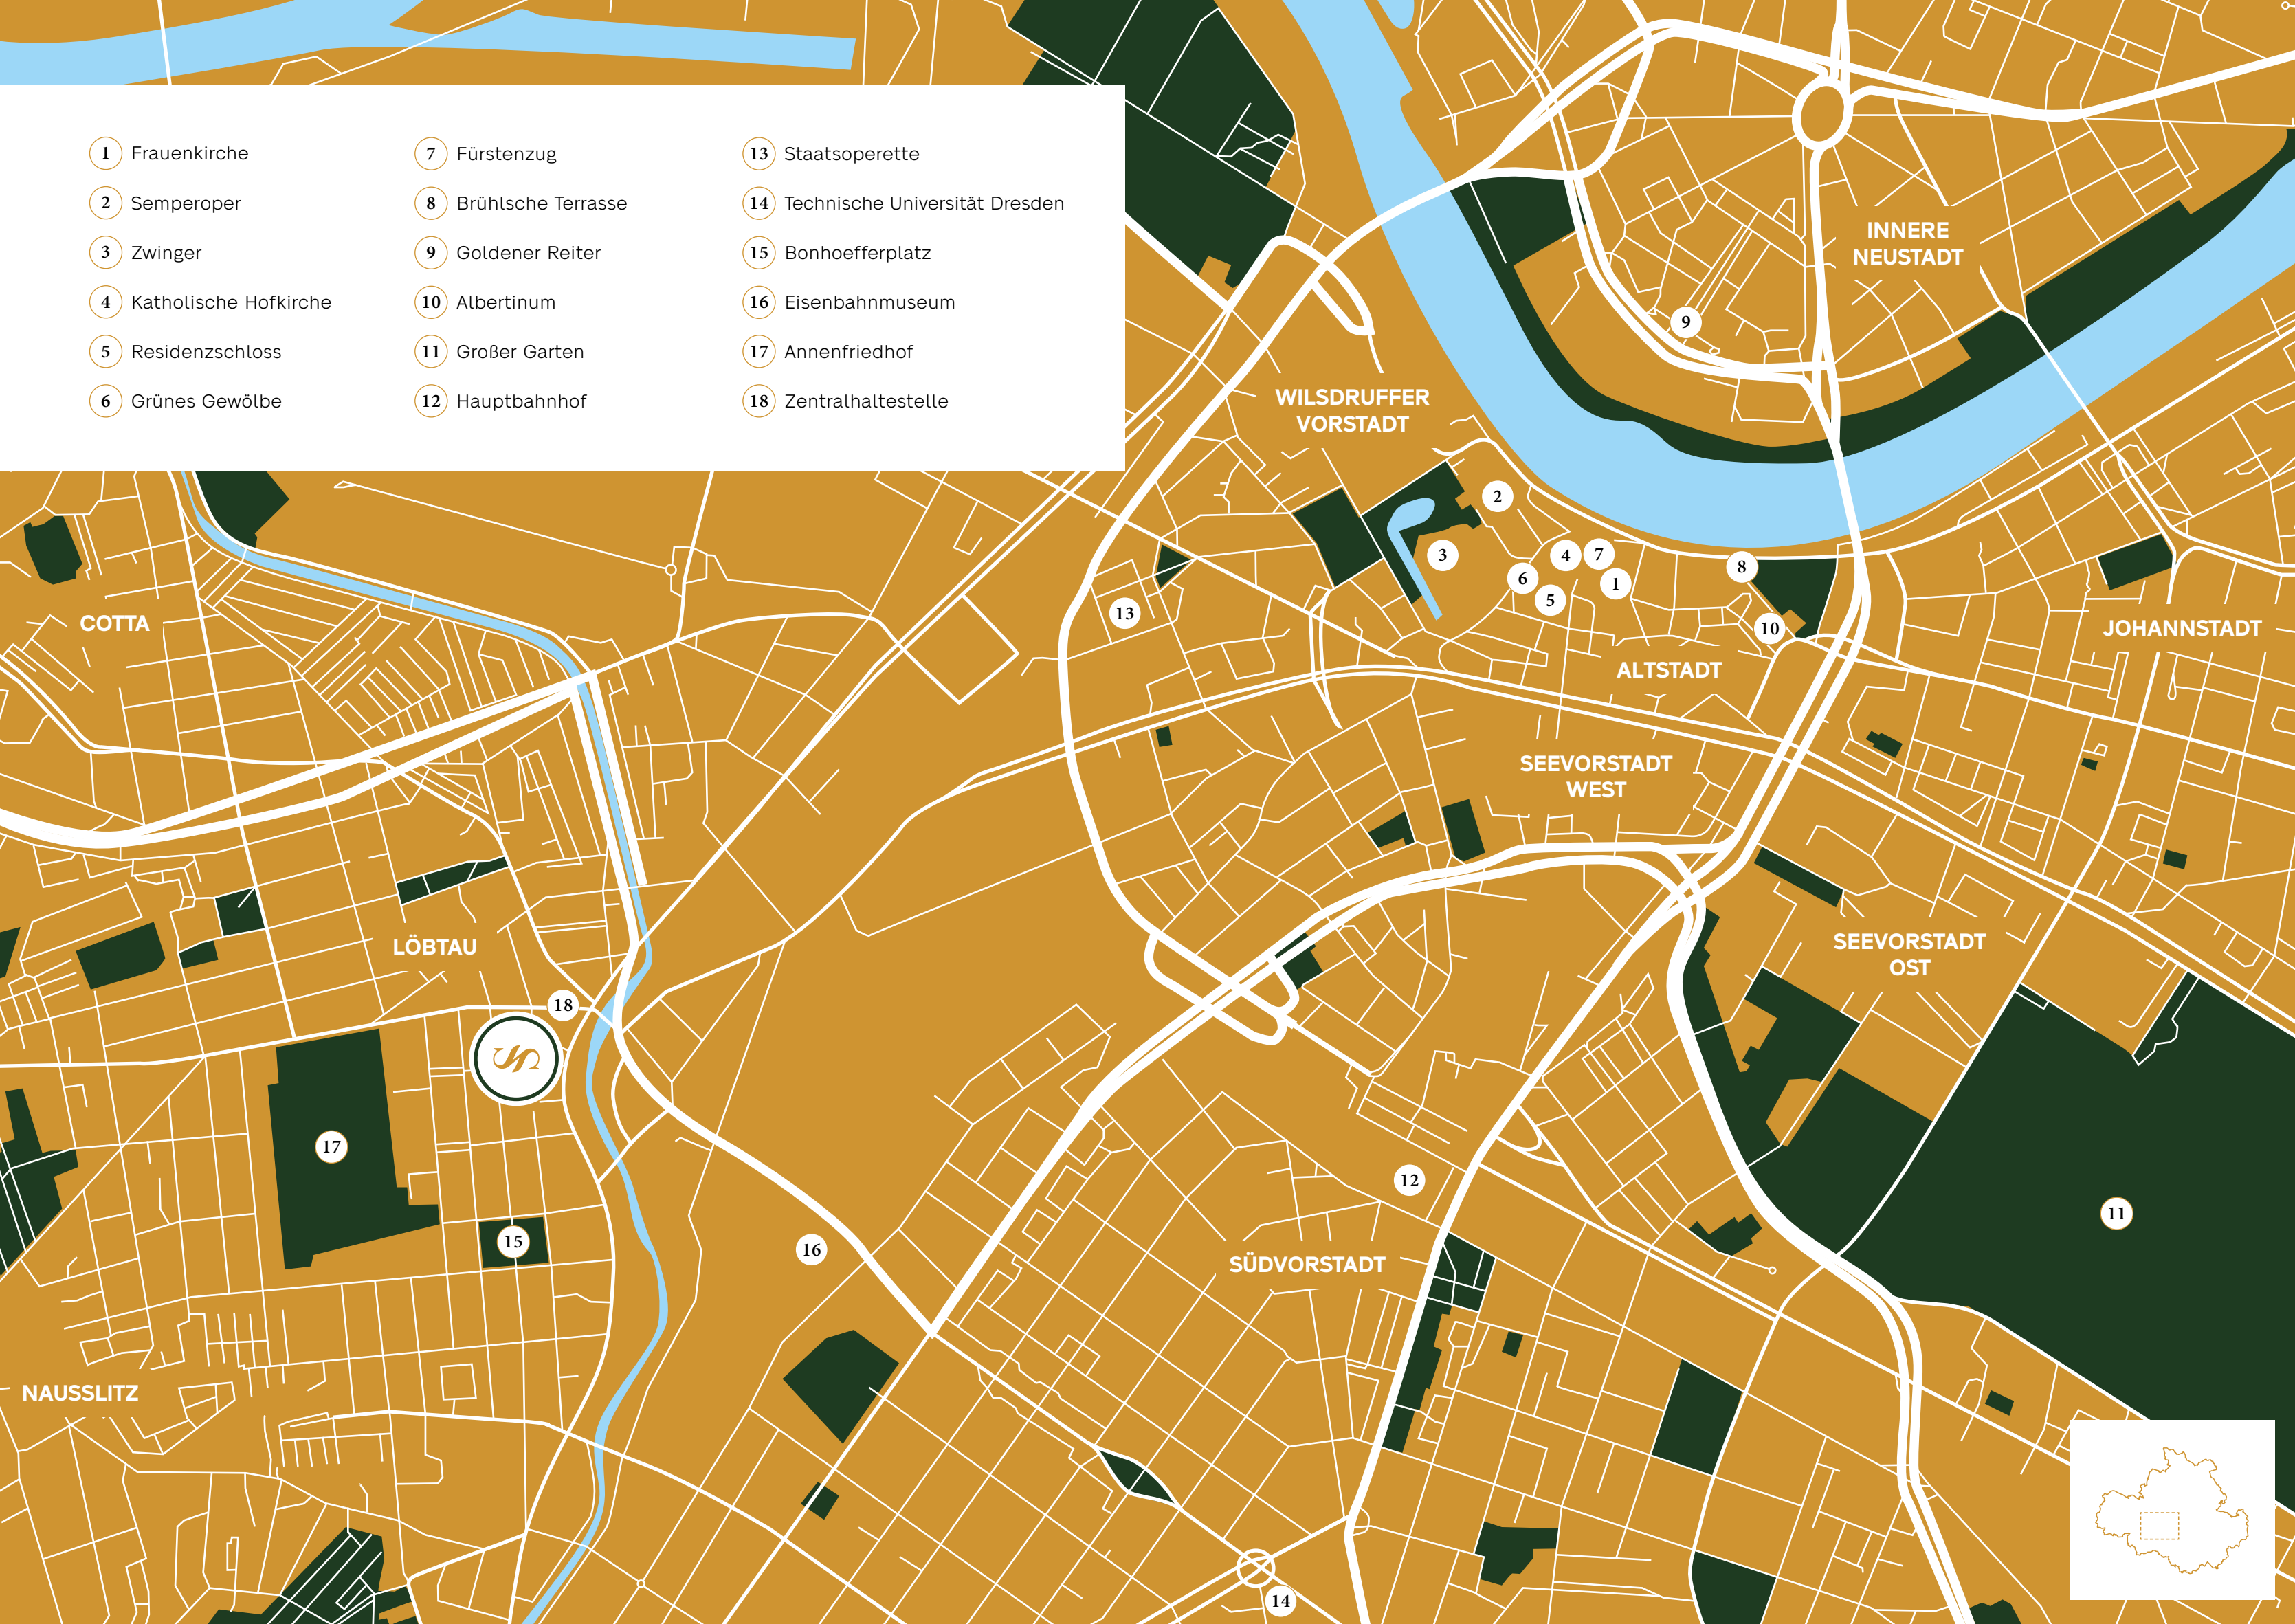 1 Frauenkirche
2 Semperoper
3 Zwinger
4 Katholische Hofkirche
5 Residenzschloss
6 Grünes Gewölbe
7 Fürstenzug
8 Brühlsche Terrasse
9 Goldener Reiter
10 Albertinum
11 Großer Garten
12 Hauptbahnhof
13 Staatsoperette
14 Technische Universität Dresden
15 Bonhoefferplatz
16 Eisenbahnmuseum
17 Annenfriedhof
18 Zentralhaltestelle
INNERE
NEUSTADT
9
WILSDRUFFER
VORSTADT
2
3
4
7
8
6
1
5
13
10
COTTA
JOHANNSTADT
ALTSTADT
SEEVORSTADT
WEST
LÖBTAU
SEEVORSTADT
OST
18
17
12
11
15
16
SÜDVORSTADT
NAUSSLITZ
14